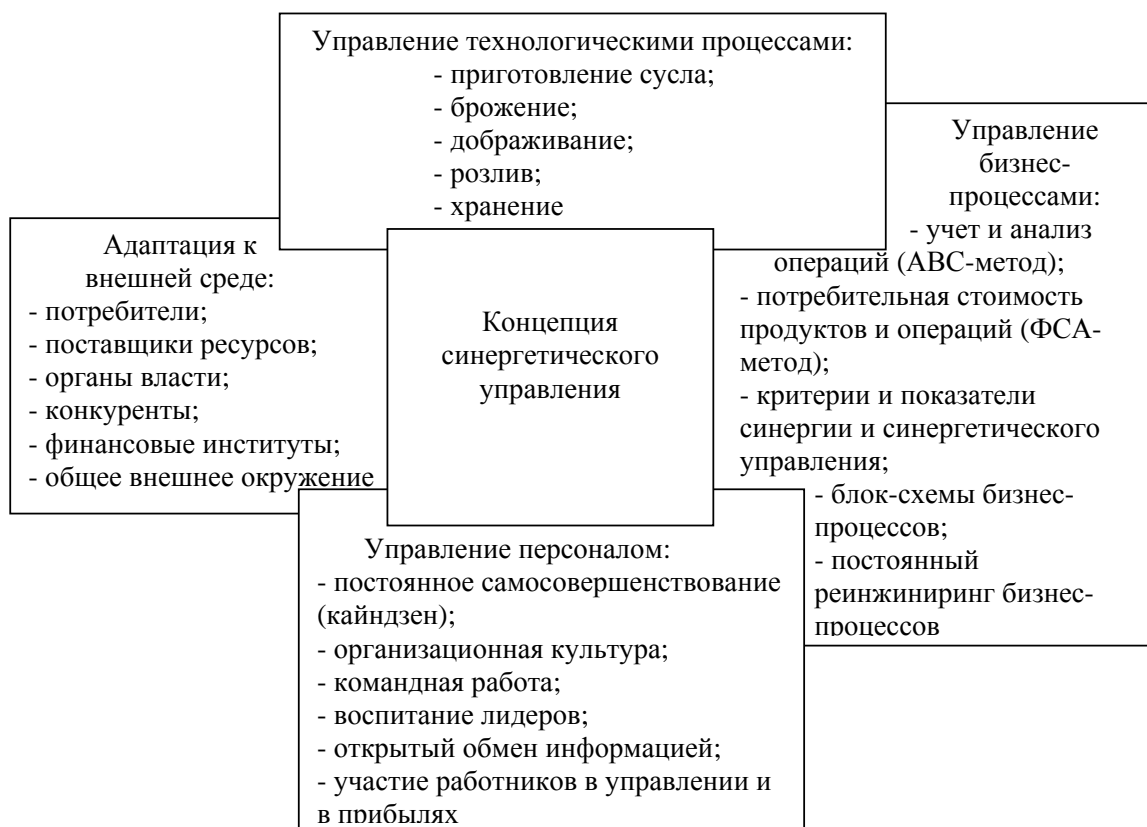 Управление технологическими процессами:
- приготовление сусла;
- брожение;
- дображивание;
- розлив;
- хранение
Адаптация к
внешней среде:
- потребители;
- поставщики ресурсов;
- органы власти;
- конкуренты;
- финансовые институты;
- общее внешнее окружение
Концепция
синергетического
управления
Управление
бизнес-
процессами:
- учет и анализ
операций (АВС-метод);
- потребительная стоимость
продуктов и операций (ФСА-
метод);
- критерии и показатели
синергии и синергетического
управления;
- блок-схемы бизнес-
процессов;
- постоянный
реинжиниринг бизнес-
процессов
Управление персоналом:
- постоянное самосовершенствование
(кайндзен);
- организационная культура;
- командная работа;
- воспитание лидеров;
- открытый обмен информацией;
- участие работников в управлении и
в прибылях